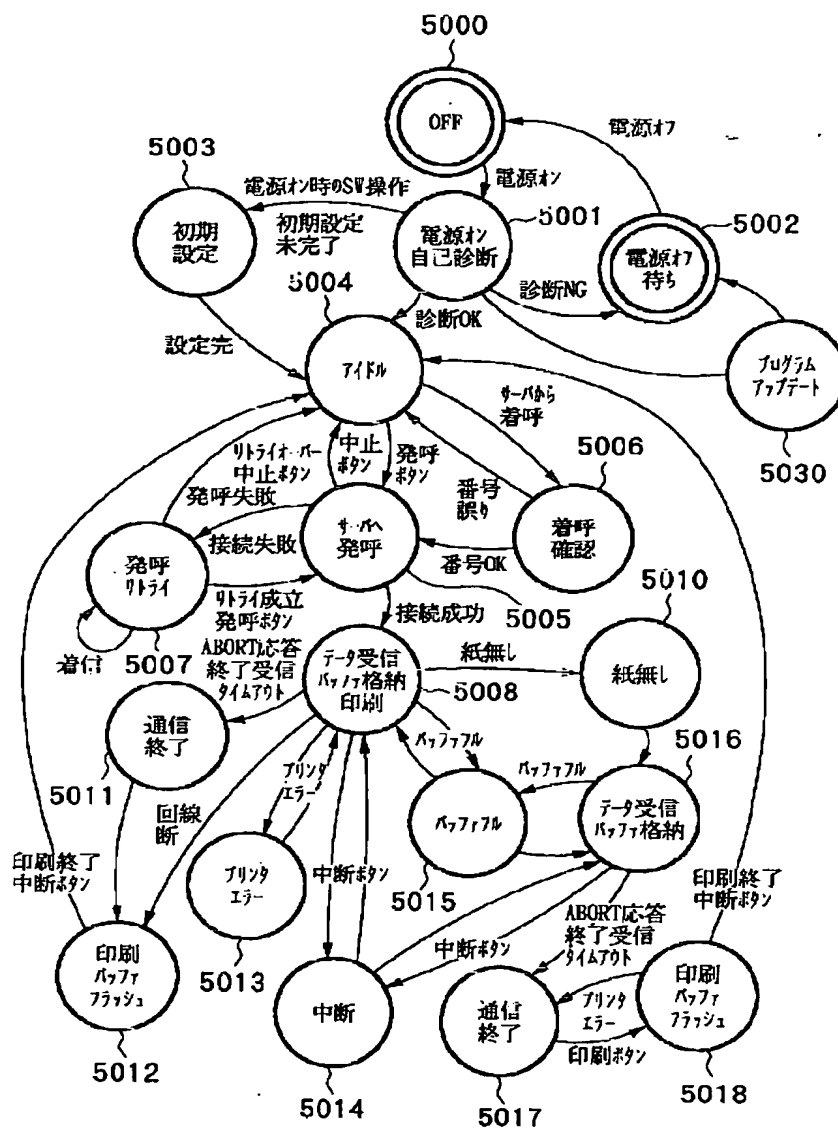 5000
OFF
電源オフ
電源オン
5003
電源オン時のSW操作
初期設定
未完了
初期
設定
5001
電源オン
自己診断
5002
電源オフ
待ち
5004
診断OK
診断NG
設定完
アイドル
プログラム
アップデート
5030
サーバから
着呼
リトライオーバー
中止ボタン
発呼失敗
中止
ボタン
発呼
ボタン
番号
誤り
5006
着呼
確認
サーバへ
発呼
接続失敗
番号OK
発呼
リトライ
リトライ成立
発呼ボタン
接続成功
5005
5010
着信
5007
ABORT応答
終了受信
タイムアウト
データ受信
バッファ格納
印刷
5008
紙無し
紙無し
通信
終了
5011
バッファフル
5016
プリンタ
エラー
バッファフル
データ受信
バッファ格納
回線
断
バッファフル
5015
プリンタ
エラー
5013
中断ボタン
印刷終了
中断ボタン
印刷終了
中断ボタン
ABORT応答
終了受信
タイムアウト
中断ボタン
印刷
バッファ
フラッシュ
5012
中断
5014
通信
終了
5017
プリンタ
エラー
印刷ボタン
印刷
バッファ
フラッシュ
5018